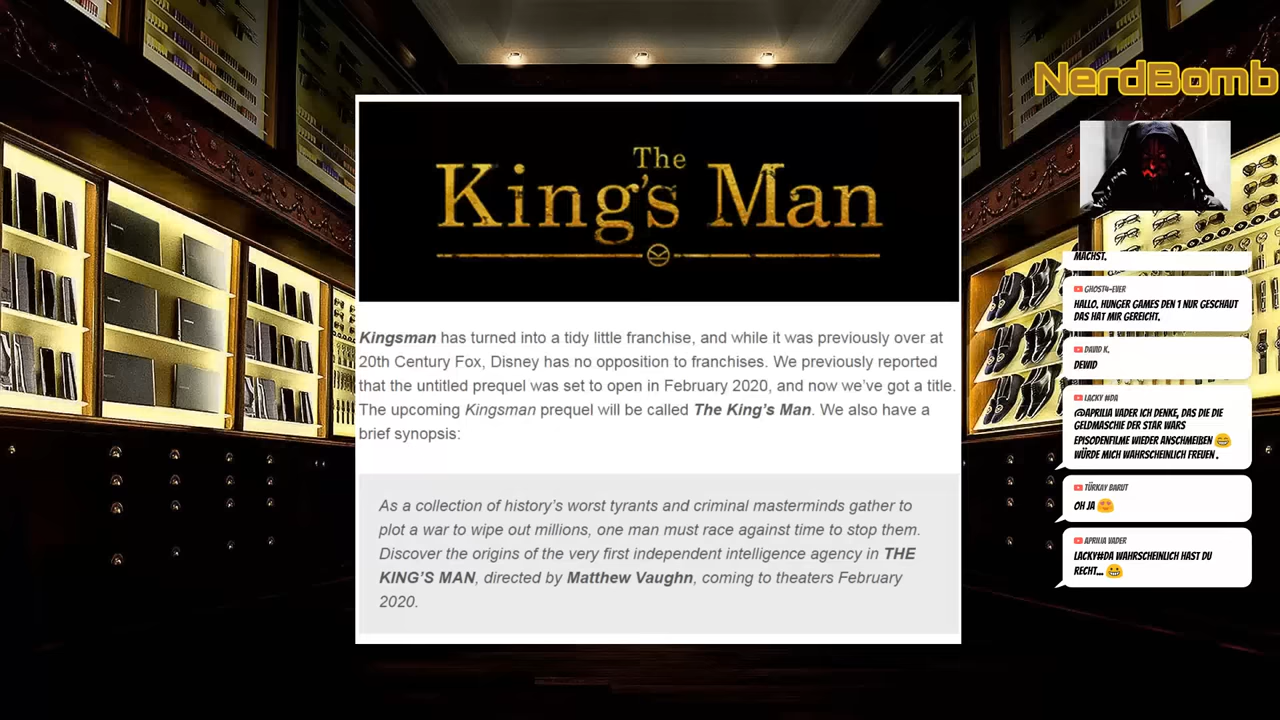 NerdBomb
The
King's Man
Kingsman has turned into a tidy little franchise, and while it was previously over at
20th Century Fox, Disney has no opposition to franchises. We previously reported
that the untitled prequel was set to open in February 2020, and now we've got a title.
The upcoming Kingsman prequel will be called The King's Man. We also have a
brief synopsis:
As a collection of history's worst tyrants and criminal masterminds gather to
plot a war to wipe out millions, one man must race against time to stop them.
Discover the origins of the very first independent intelligence agency in THE
KING'S MAN, directed by Matthew Vaughn, coming to theaters February
2020.
MACHST.
GHOST4-EVER
HALLO, HUNGER GAMES DEN 1 NUR GESCHAUT
DAS HAT MIR GEREICHT.
DAVID K.
DEWID
LACKY #DA
@APRILIA VADER ICH DENKE, DAS DIE DIE
GELDMASCHIE DER STAR WARS
EPISODENFILME WIEDER ANSCHMEIßEN 😄
WÜRDE MICH WAHRSCHEINLICH FREUEN .
TÜRKAY BARUT
OH JA 😍
APRILIA VADER
LACKY#DA WAHRSCHEINLICH HAST DU
RECHT... 😀